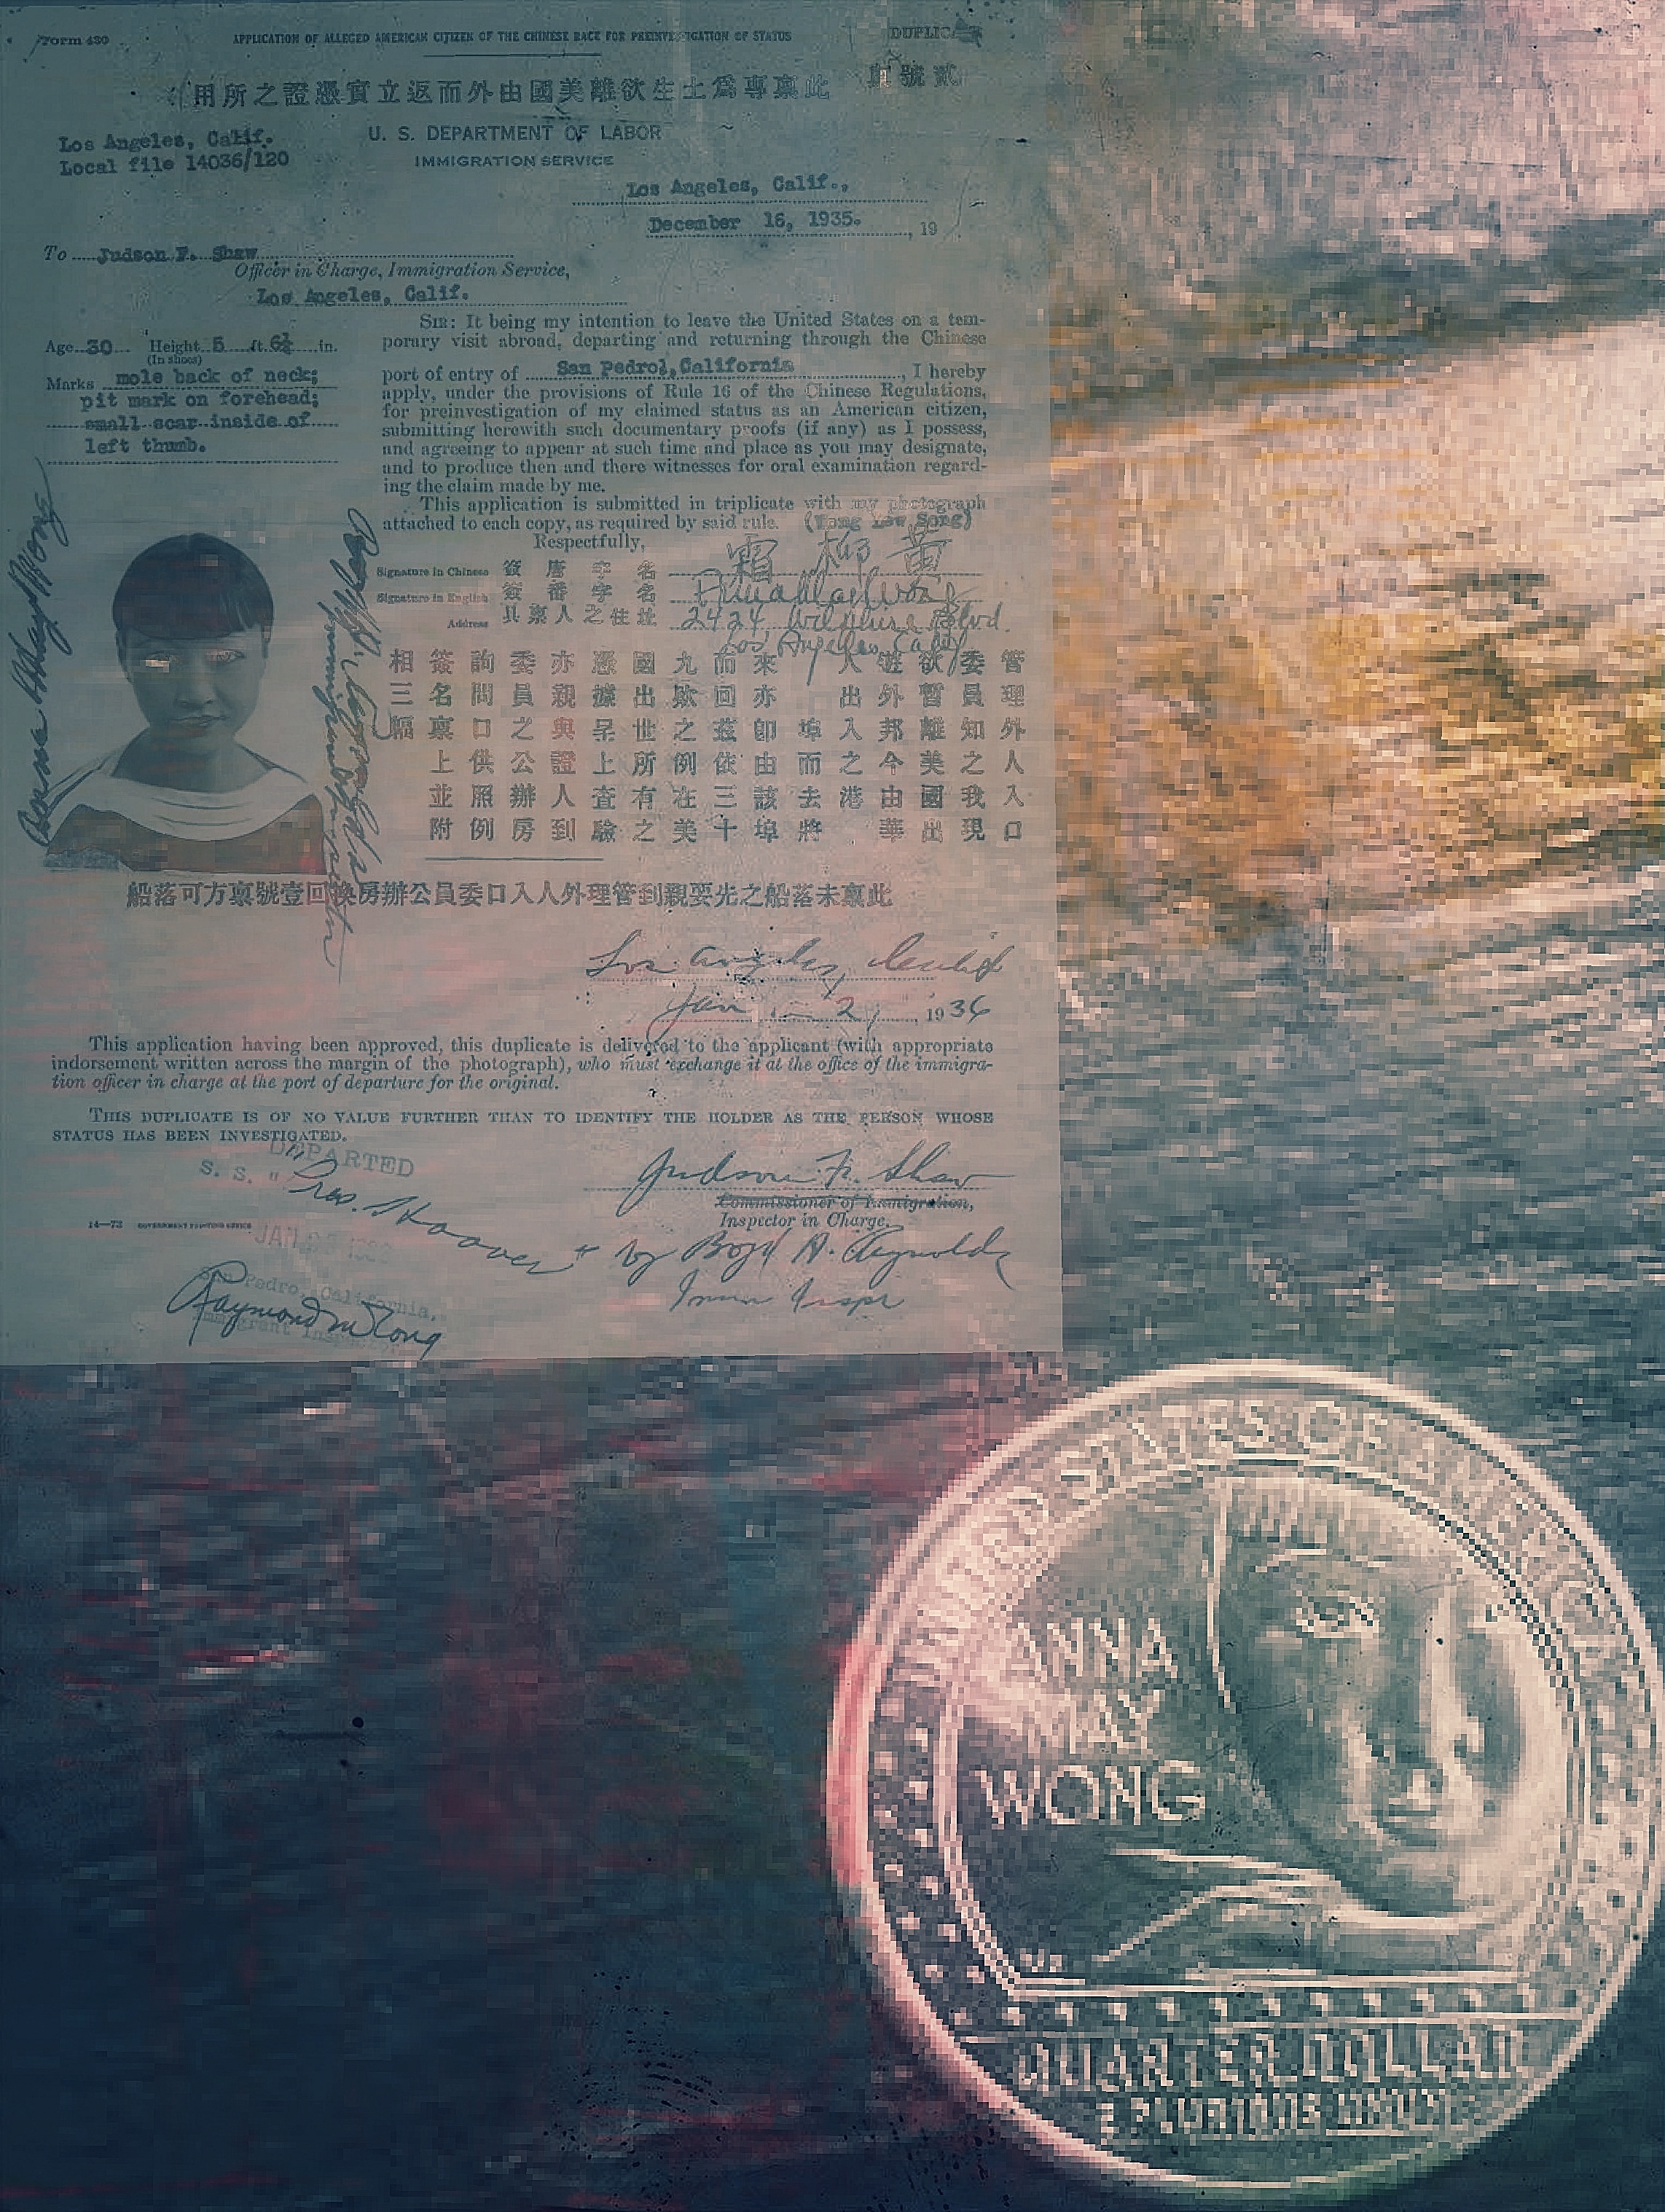 Form 430
APPLICATION OF ALLEGED AMERICAN CITIZEN OF THE CHINESE RACE FOR PREINVESTIGATION OF STATUS
DUPLICATE
此稟專爲土生欲離美國由外而返立實憑證之所用
貳號
Los Angeles, Calif.
Local file 14036/120
U. S. DEPARTMENT OF LABOR
IMMIGRATION SERVICE
Los Angeles, Calif.,
December 16, 1935. , 19
To Judson F. Shaw
Officer in Charge, Immigration Service,
Los Angeles, Calif.
Age 30 Height 5 ft. 6½ in.
(In shoes)
Marks mole back of neck;
pit mark on forehead;
small scar inside of
left thumb.
SIR: It being my intention to leave the United States on a tem-
porary visit abroad, departing and returning through the Chinese
port of entry of San Pedro, California, I hereby
apply, under the provisions of Rule 16 of the Chinese Regulations,
for preinvestigation of my claimed status as an American citizen,
submitting herewith such documentary proofs (if any) as I possess,
and agreeing to appear at such time and place as you may designate,
and to produce then and there witnesses for oral examination regard-
ing the claim made by me.
This application is submitted in triplicate with my photograph
attached to each copy, as required by said rule. (Wong Lew Song)
Respectfully,
Signature in Chinese 簽唐字名 黃柳霜
Signature in English 簽番字名 Anna May Wong
Address 具稟人之住址 2424 Wilshire Blvd.
Los Angeles, Calif
Anna May Wong
Boyd A. Reynolds
Immigrant Inspector
管理外人入口
委員知之我現
欲暫離美國出
遊外邦今由華
人出入之港
埠而去將
來亦卽由該埠
而回茲依三十
九欵之例在美
國出世所有之
憑據呈上查驗
亦親與證人到
委員之公辦房
詢問口供照例
簽名稟上並附
相三幅
此稟未落船之先要親到管理外人入口委員公辦房換回壹號稟方可落船
Los Angeles, Calif
Jan 2, 1936
This application having been approved, this duplicate is delivered to the applicant (with appropriate
indorsement written across the margin of the photograph), who must exchange it at the office of the immigra-
tion officer in charge at the port of departure for the original.
THIS DUPLICATE IS OF NO VALUE FURTHER THAN TO IDENTIFY THE HOLDER AS THE PERSON WHOSE
STATUS HAS BEEN INVESTIGATED.
DEPARTED
S. S. "Pres. Hoover"
Judson F. Shaw
Commissioner of Immigration,
Inspector in Charge.
14—72 GOVERNMENT PRINTING OFFICE
by Boyd A. Reynolds
Immn Inspr
San Pedro, California,
Immigrant Inspector
UNITED STATES OF AMERICA
ANNA
MAY
WONG
QUARTER DOLLAR
E PLURIBUS UNUM